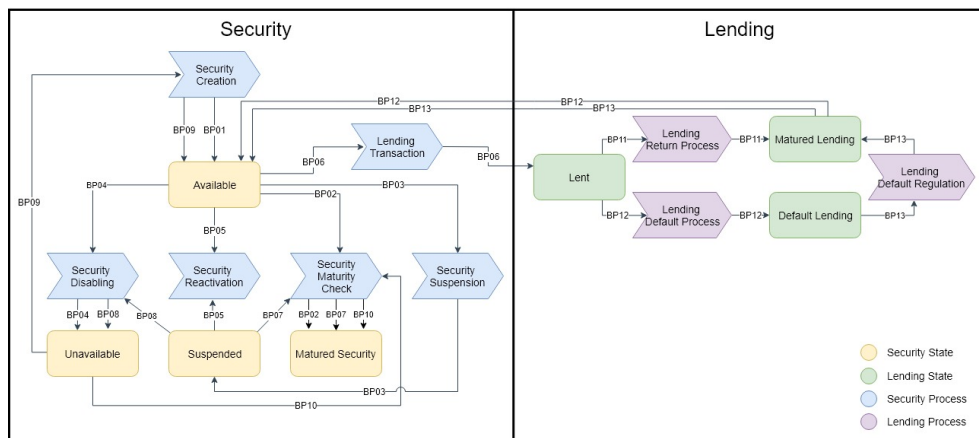 Security
Lending
Security
Creation
BP12
BP13
BP09
BP01
Lending
Transaction
BP06
BP06
Lending
Return Process
BP11
BP11
Matured Lending
BP13
Lent
Lending
Default Regulation
Available
BP04
BP02
BP03
BP09
BP05
BP12
Lending
Default Process
BP12
Default Lending
BP13
Security
Disabling
Security
Reactivation
Security
Maturity
Check
Security
Suspension
BP04
BP08
BP08
BP05
BP07
BP02
BP07
BP10
Unavailable
Suspended
Matured Security
BP03
BP10
Security State
Lending State
Security Process
Lending Process